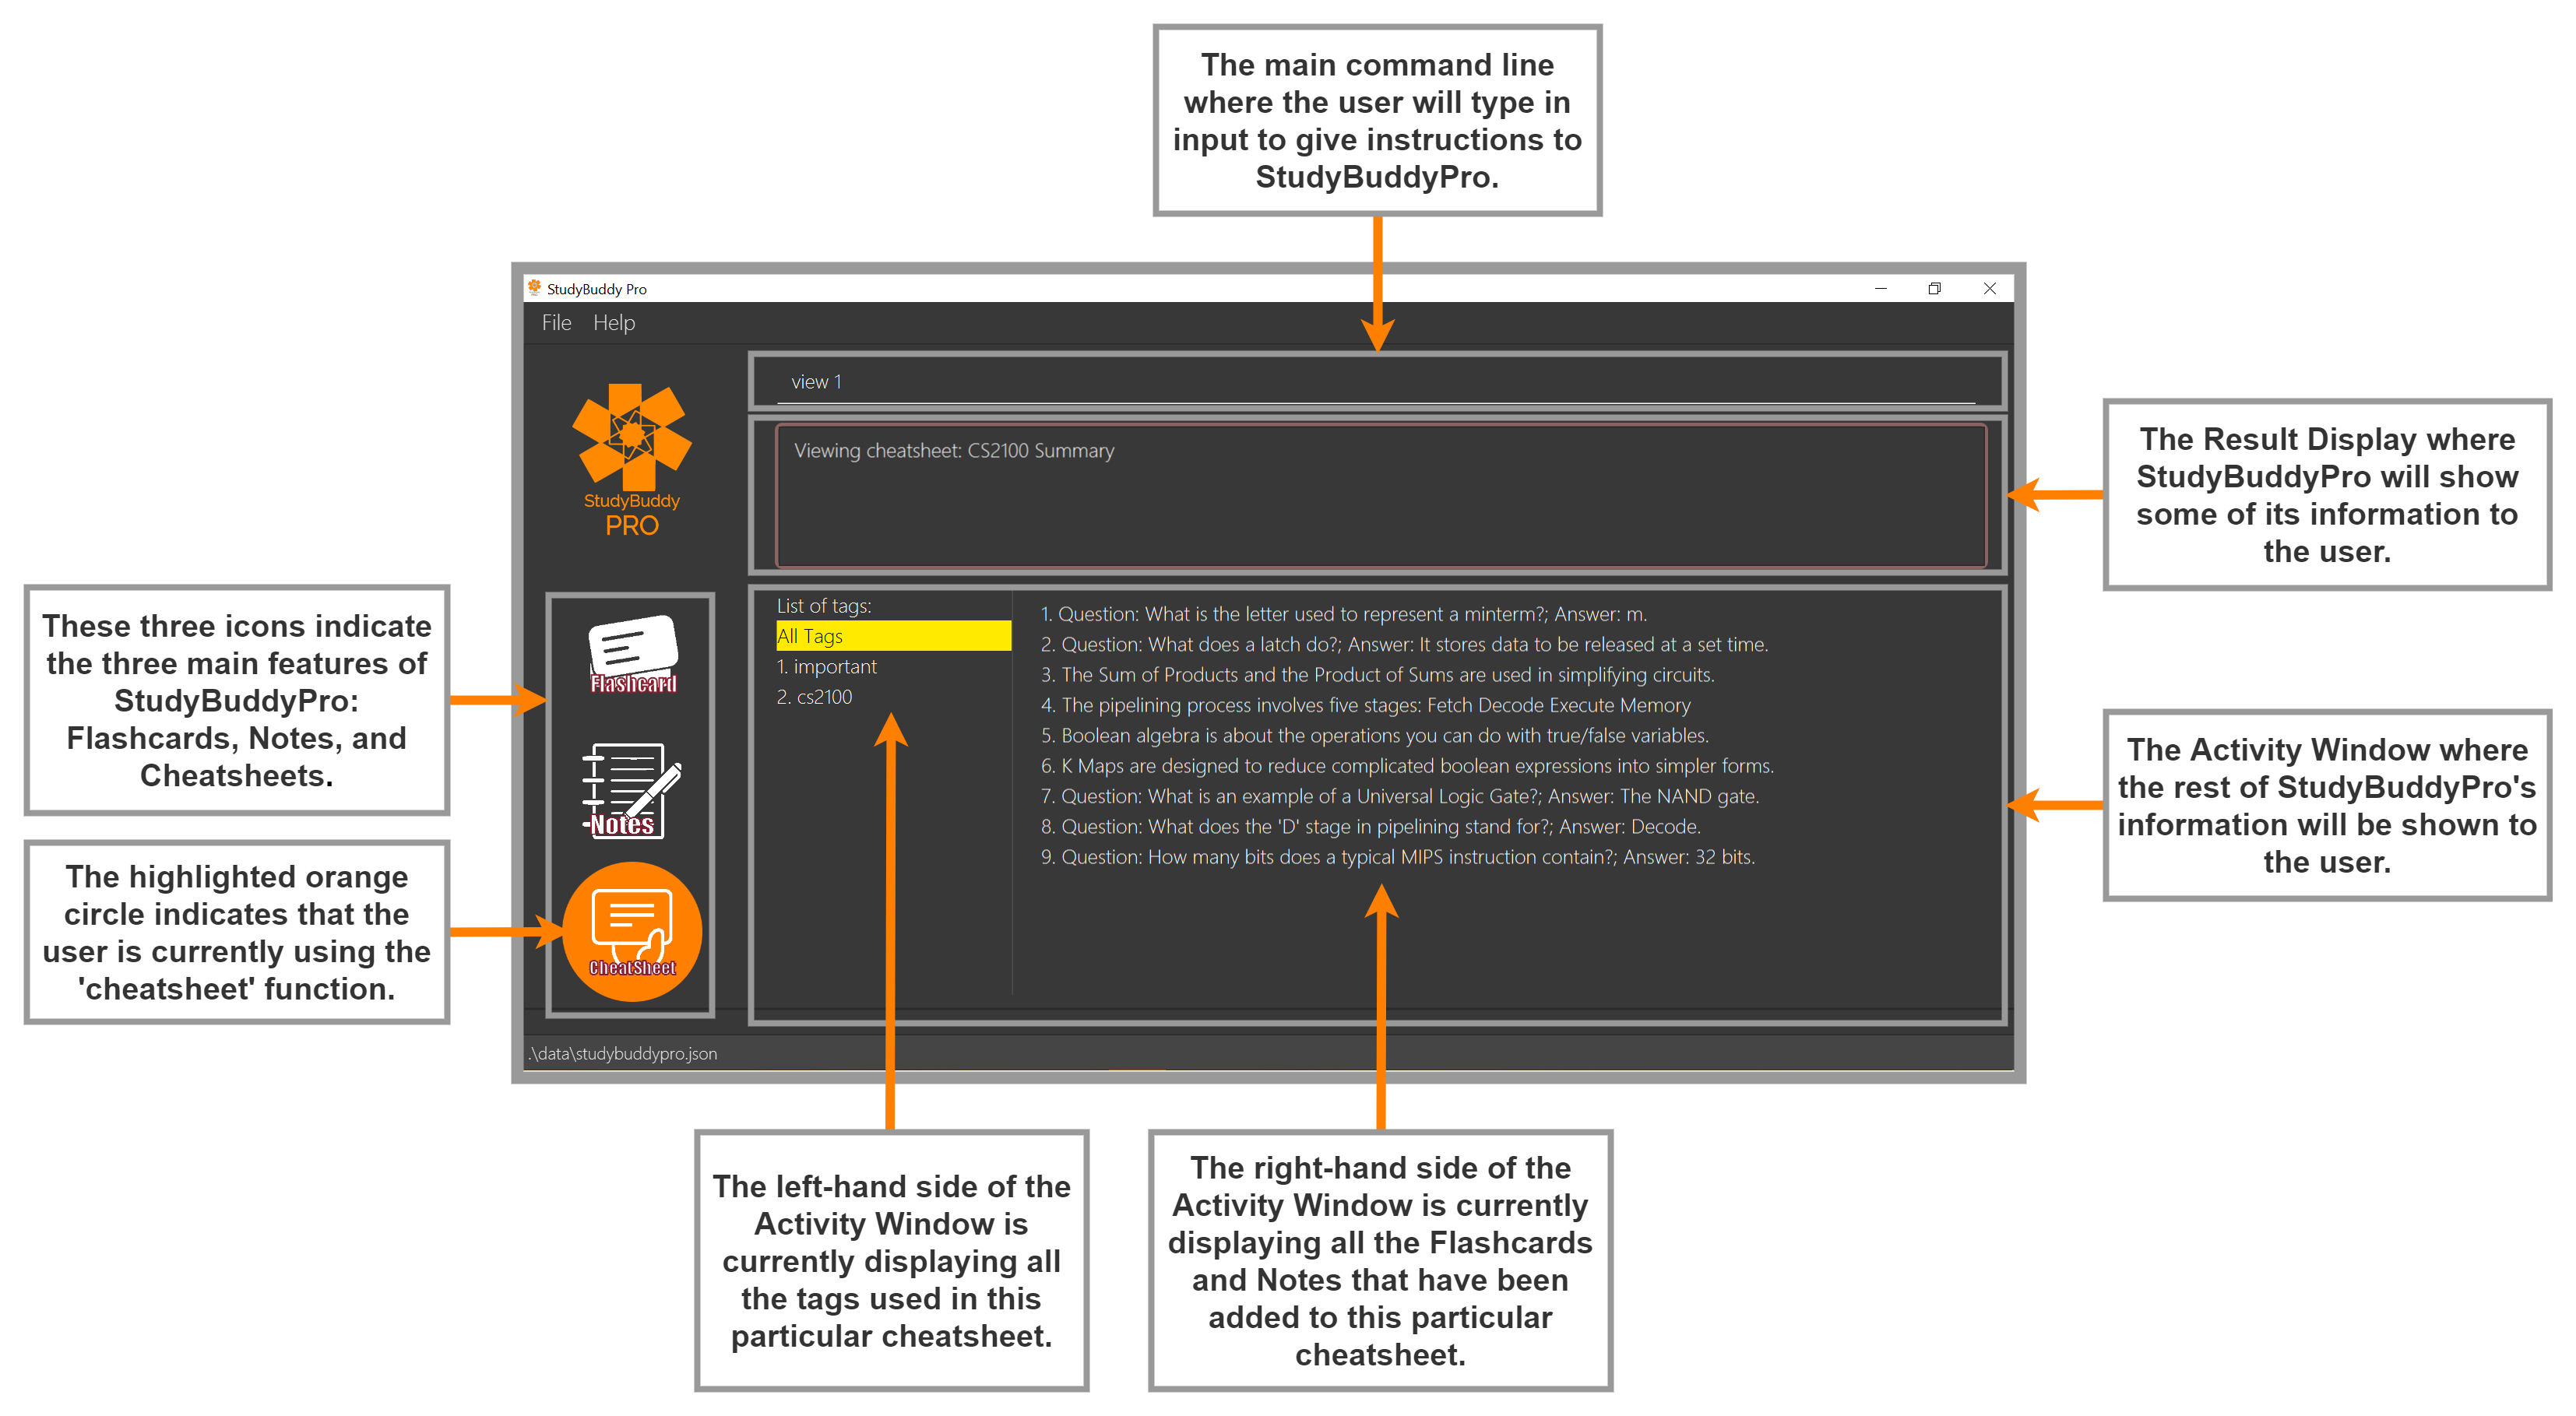 The main command line
where the user will type in
input to give instructions to
StudyBuddyPro.
StudyBuddy Pro
File Help
view 1
Viewing cheatsheet: CS2100 Summary
StudyBuddy
PRO
The Result Display where
StudyBuddyPro will show
some of its information to
the user.
These three icons indicate
the three main features of
StudyBuddyPro:
Flashcards, Notes, and
Cheatsheets.
The highlighted orange
circle indicates that the
user is currently using the
'cheatsheet' function.
Flashcard
Notes
CheatSheet
List of tags:
All Tags
1. important
2. cs2100
1. Question: What is the letter used to represent a minterm?; Answer: m.
2. Question: What does a latch do?; Answer: It stores data to be released at a set time.
3. The Sum of Products and the Product of Sums are used in simplifying circuits.
4. The pipelining process involves five stages: Fetch Decode Execute Memory
5. Boolean algebra is about the operations you can do with true/false variables.
6. K Maps are designed to reduce complicated boolean expressions into simpler forms.
7. Question: What is an example of a Universal Logic Gate?; Answer: The NAND gate.
8. Question: What does the 'D' stage in pipelining stand for?; Answer: Decode.
9. Question: How many bits does a typical MIPS instruction contain?; Answer: 32 bits.
The Activity Window where
the rest of StudyBuddyPro's
information will be shown to
the user.
.\data\studybuddypro.json
The left-hand side of the
Activity Window is
currently displaying all
the tags used in this
particular cheatsheet.
The right-hand side of the
Activity Window is currently
displaying all the Flashcards
and Notes that have been
added to this particular
cheatsheet.